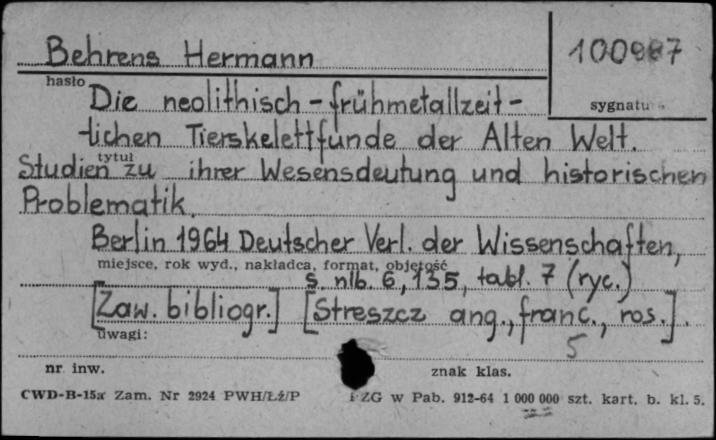 Behrens Hermann
100987
hasło
sygnatu
Die neolithisch - frühmetallzeit-
-lichen Tierskelettfunde der Alten Welt.
tytuł
Studien zu ihrer Wesensdeutung und historischen
Problematik.
Berlin 1964 Deutscher Verl. der Wissenschaften,
miejsce, rok wyd., nakładca, format, objętość
s. nlb. 6, 135, tabl. 7 (ryc.)
[Zaw. bibliogr.] [Streszcz ang., franc., ros.].
uwagi:
5
nr inw.
znak klas.
CWD-B-15a Zam. Nr 2924 PWH/Łź/P
PZG w Pab. 912-64 1 000 000 szt. kart. b. kl. 5.